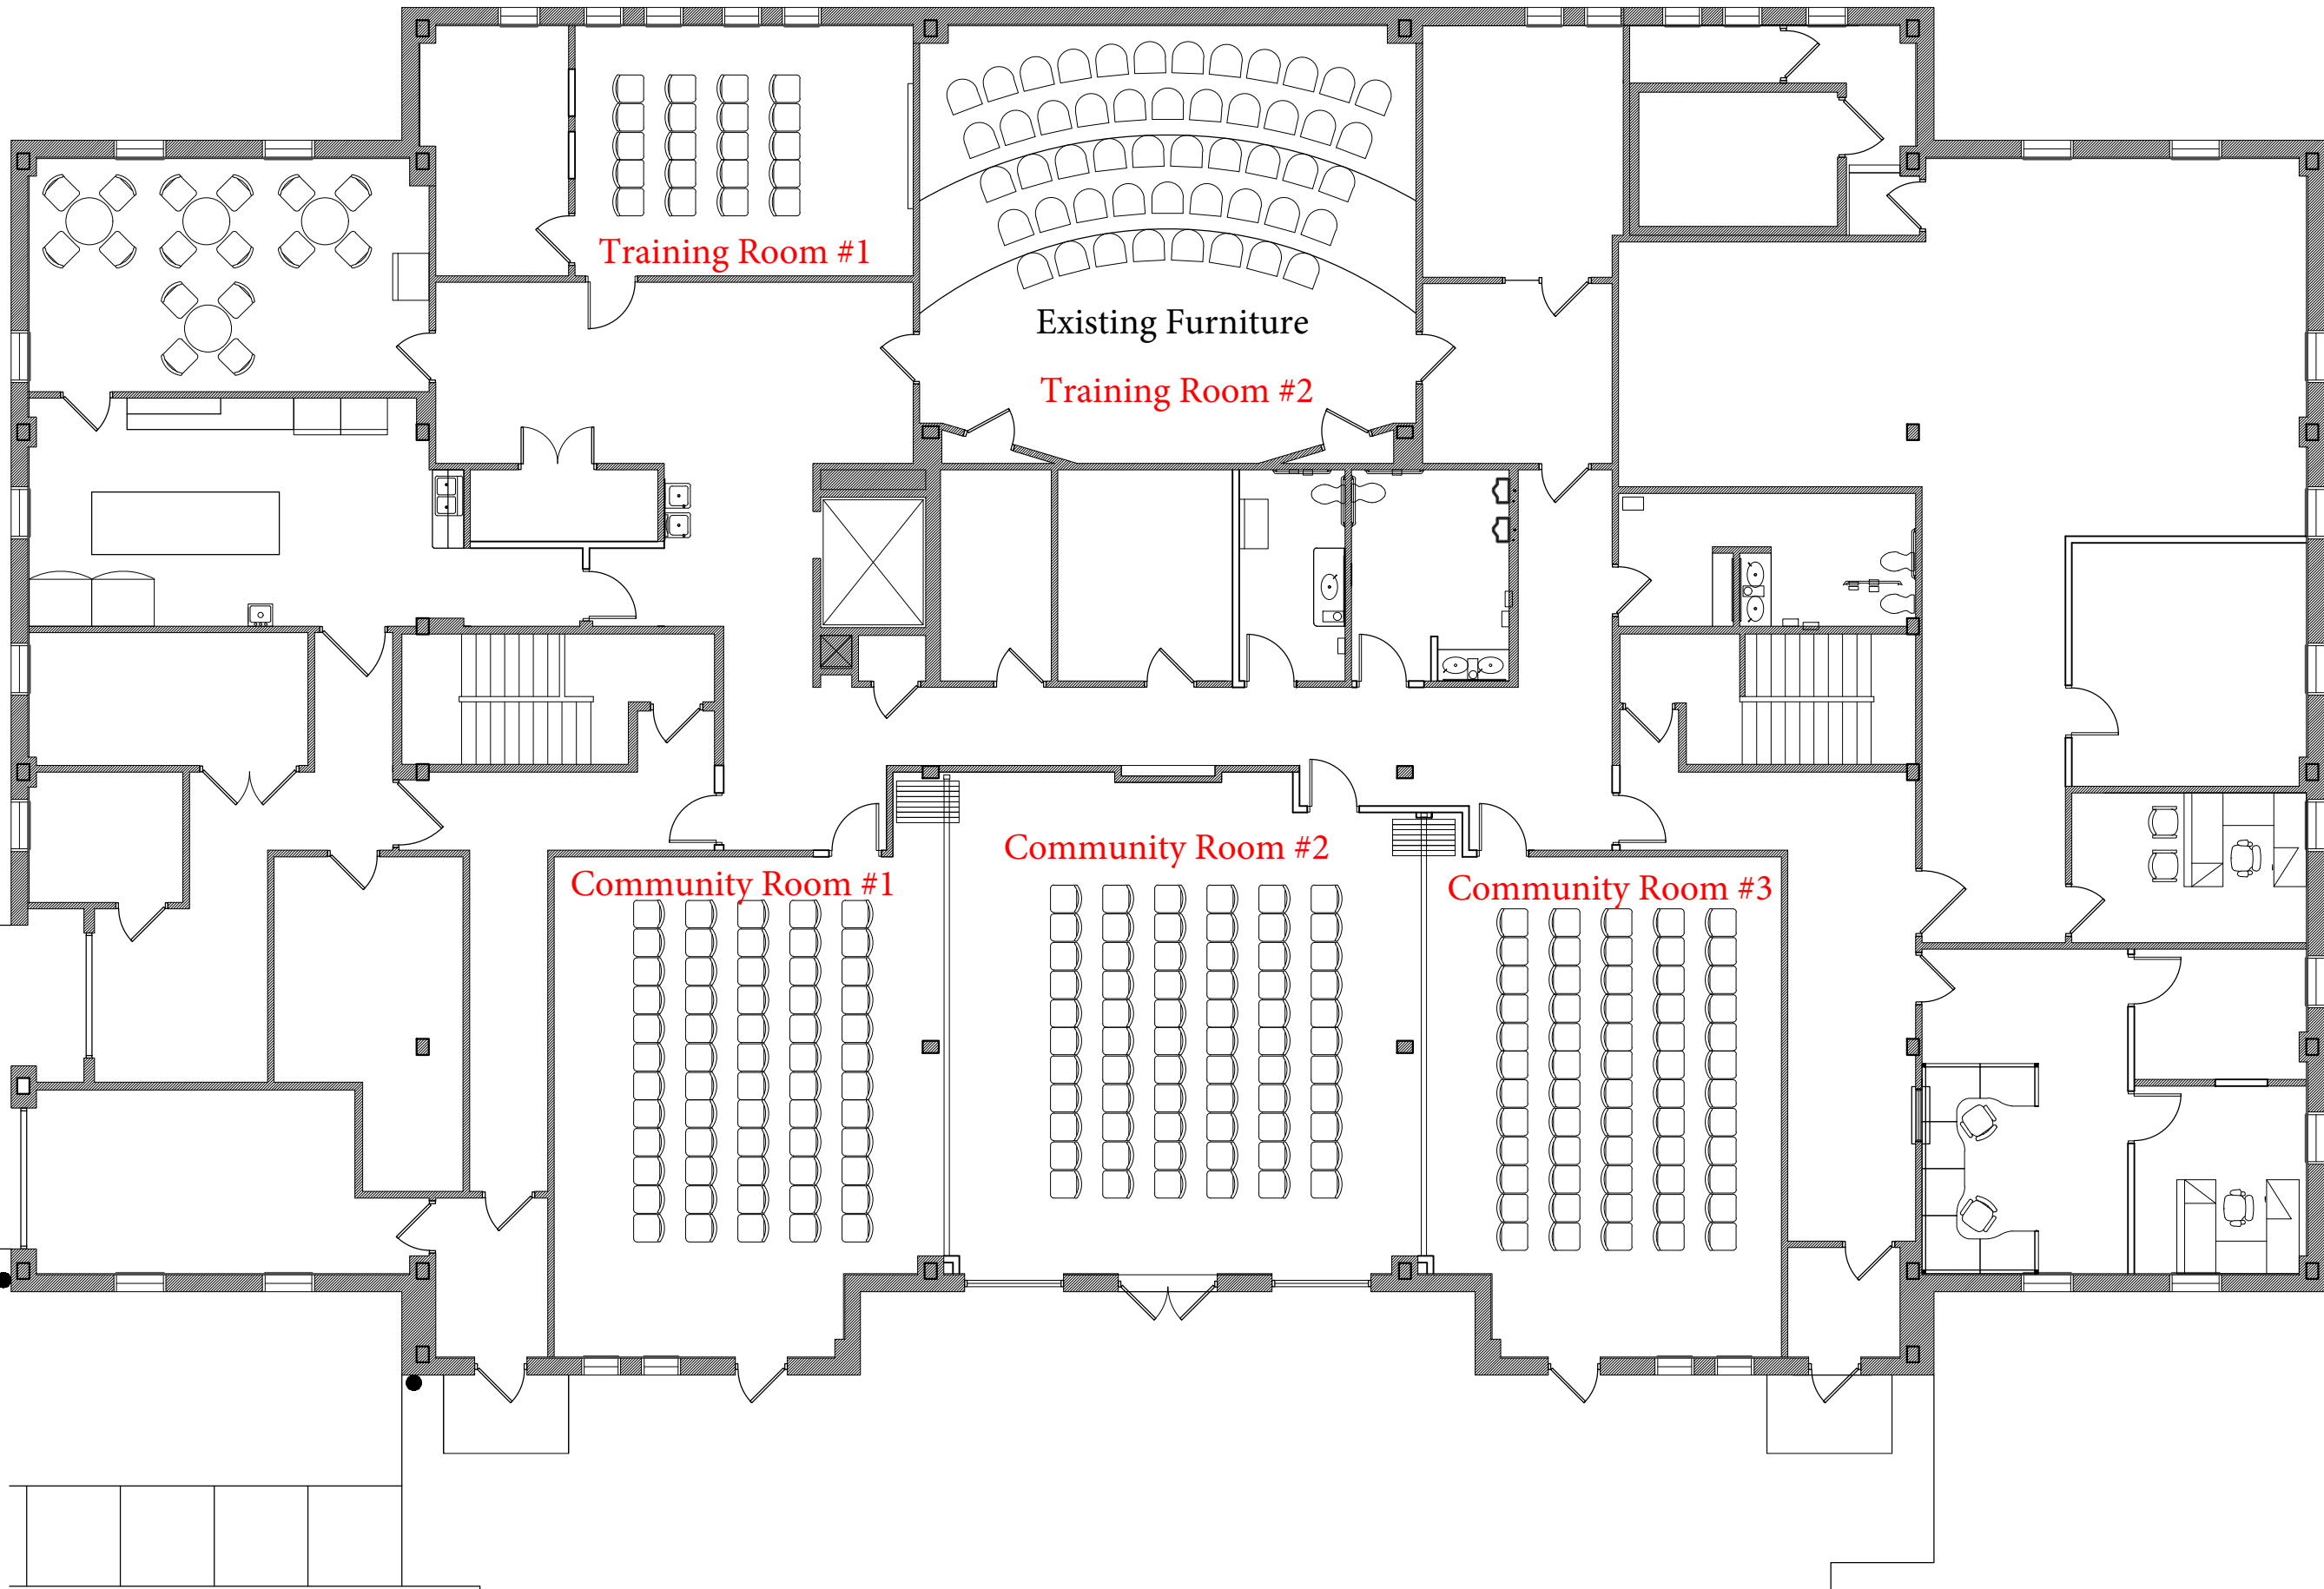 Training Room #1
Existing Furniture
Training Room #2
Community Room #2
Community Room #1
Community Room #3